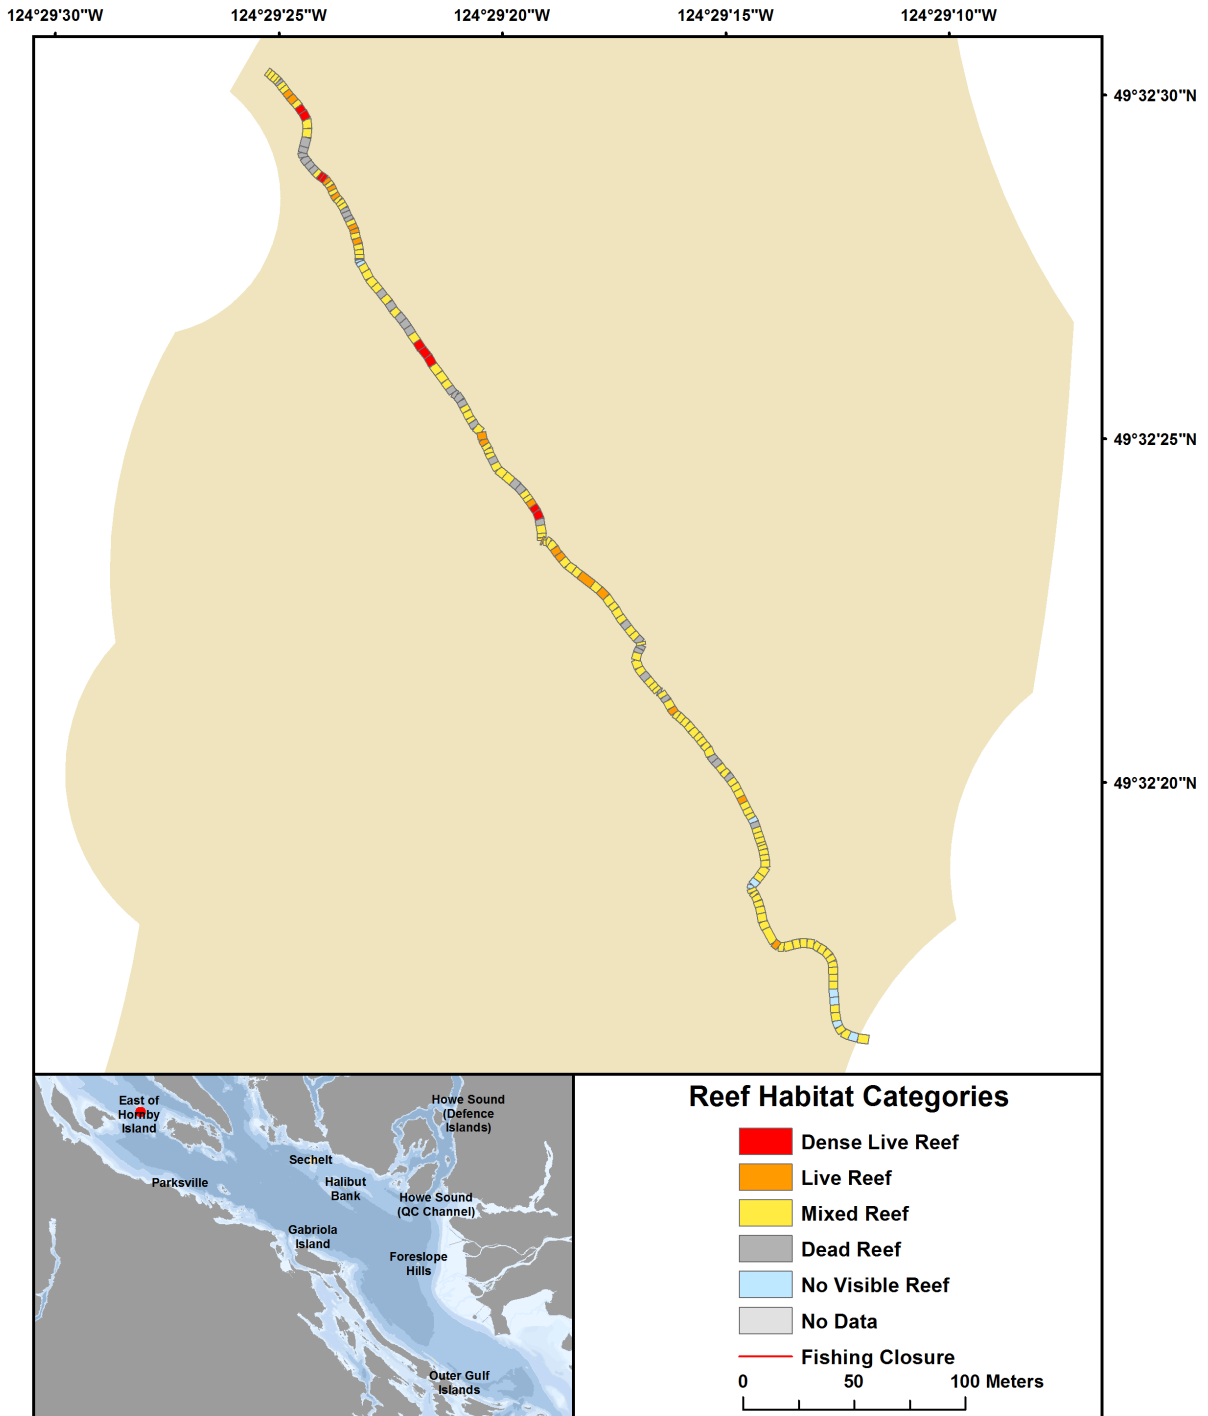 124°29'30"W 124°29'25"W 124°29'20"W 124°29'15"W 124°29'10"W
49°32'30"N
49°32'25"N
49°32'20"N
East of
Hornby
Island
Howe Sound
(Defence
Islands)
Sechelt
Parksville
Halibut
Bank
Howe Sound
(QC Channel)
Gabriola
Island
Foreslope
Hills
Outer Gulf
Islands
Reef Habitat Categories
Dense Live Reef
Live Reef
Mixed Reef
Dead Reef
No Visible Reef
No Data
Fishing Closure
0 50 100 Meters